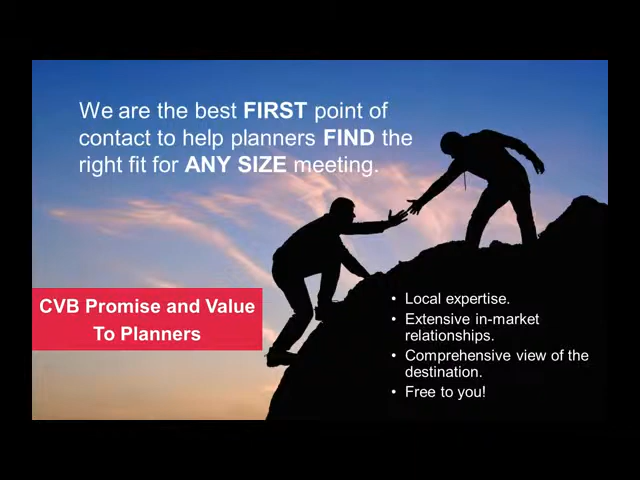 We are the best FIRST point of
contact to help planners FIND the
right fit for ANY SIZE meeting.
CVB Promise and Value
To Planners
• Local expertise.
• Extensive in-market
relationships.
• Comprehensive view of the
destination.
• Free to you!